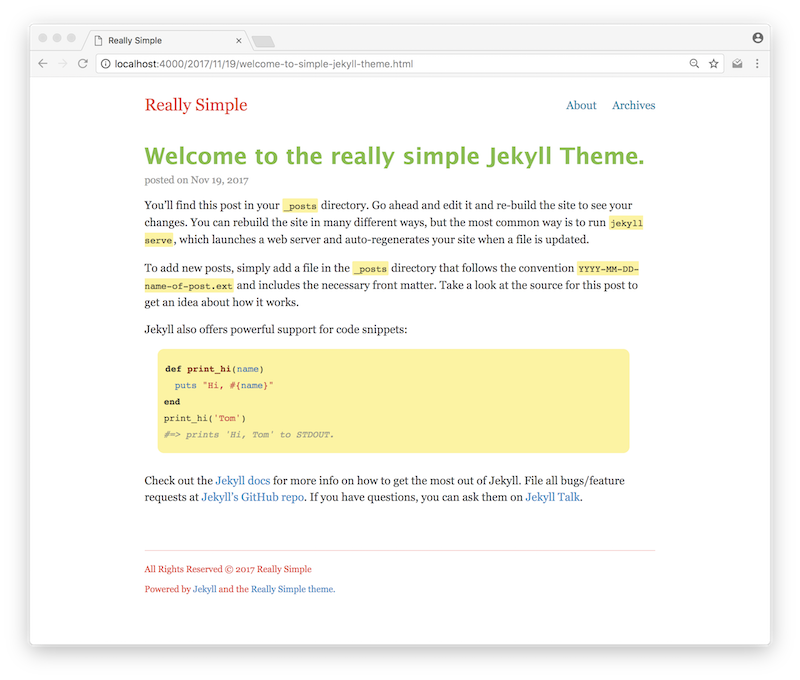 Really Simple
localhost:4000/2017/11/19/welcome-to-simple-jekyll-theme.html
Really Simple
About
Archives
Welcome to the really simple Jekyll Theme.
posted on Nov 19, 2017
You’ll find this post in your _posts directory. Go ahead and edit it and re-build the site to see your
changes. You can rebuild the site in many different ways, but the most common way is to run jekyll
serve, which launches a web server and auto-regenerates your site when a file is updated.
To add new posts, simply add a file in the _posts directory that follows the convention YYYY-MM-DD-
name-of-post.ext and includes the necessary front matter. Take a look at the source for this post to
get an idea about how it works.
Jekyll also offers powerful support for code snippets:
def print_hi(name)
  puts "Hi, #{name}"
end
print_hi('Tom')
#=> prints 'Hi, Tom' to STDOUT.
Check out the Jekyll docs for more info on how to get the most out of Jekyll. File all bugs/feature
requests at Jekyll’s GitHub repo. If you have questions, you can ask them on Jekyll Talk.
All Rights Reserved © 2017 Really Simple
Powered by Jekyll and the Really Simple theme.